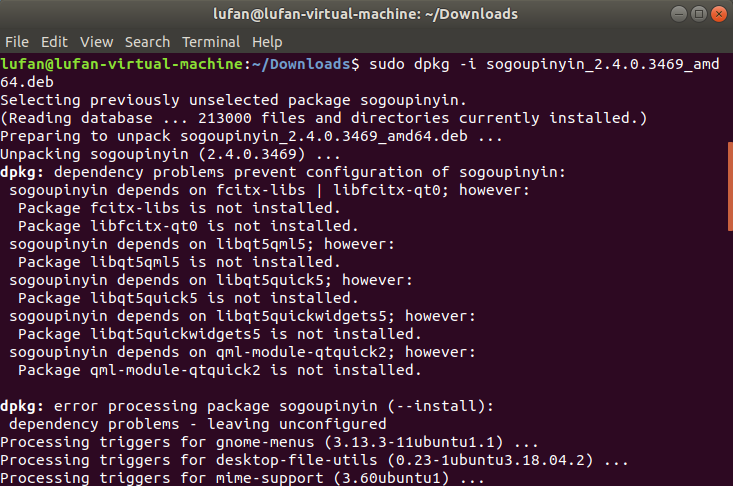 lufan@lufan-virtual-machine: ~/Downloads
File Edit View Search Terminal Help
lufan@lufan-virtual-machine:~/Downloads$ sudo dpkg -i sogoupinyin_2.4.0.3469_amd
64.deb
Selecting previously unselected package sogoupinyin.
(Reading database ... 213000 files and directories currently installed.)
Preparing to unpack sogoupinyin_2.4.0.3469_amd64.deb ...
Unpacking sogoupinyin (2.4.0.3469) ...
dpkg: dependency problems prevent configuration of sogoupinyin:
 sogoupinyin depends on fcitx-libs | libfcitx-qt0; however:
  Package fcitx-libs is not installed.
  Package libfcitx-qt0 is not installed.
 sogoupinyin depends on libqt5qml5; however:
  Package libqt5qml5 is not installed.
 sogoupinyin depends on libqt5quick5; however:
  Package libqt5quick5 is not installed.
 sogoupinyin depends on libqt5quickwidgets5; however:
  Package libqt5quickwidgets5 is not installed.
 sogoupinyin depends on qml-module-qtquick2; however:
  Package qml-module-qtquick2 is not installed.

dpkg: error processing package sogoupinyin (--install):
 dependency problems - leaving unconfigured
Processing triggers for gnome-menus (3.13.3-11ubuntu1.1) ...
Processing triggers for desktop-file-utils (0.23-1ubuntu3.18.04.2) ...
Processing triggers for mime-support (3.60ubuntu1) ...